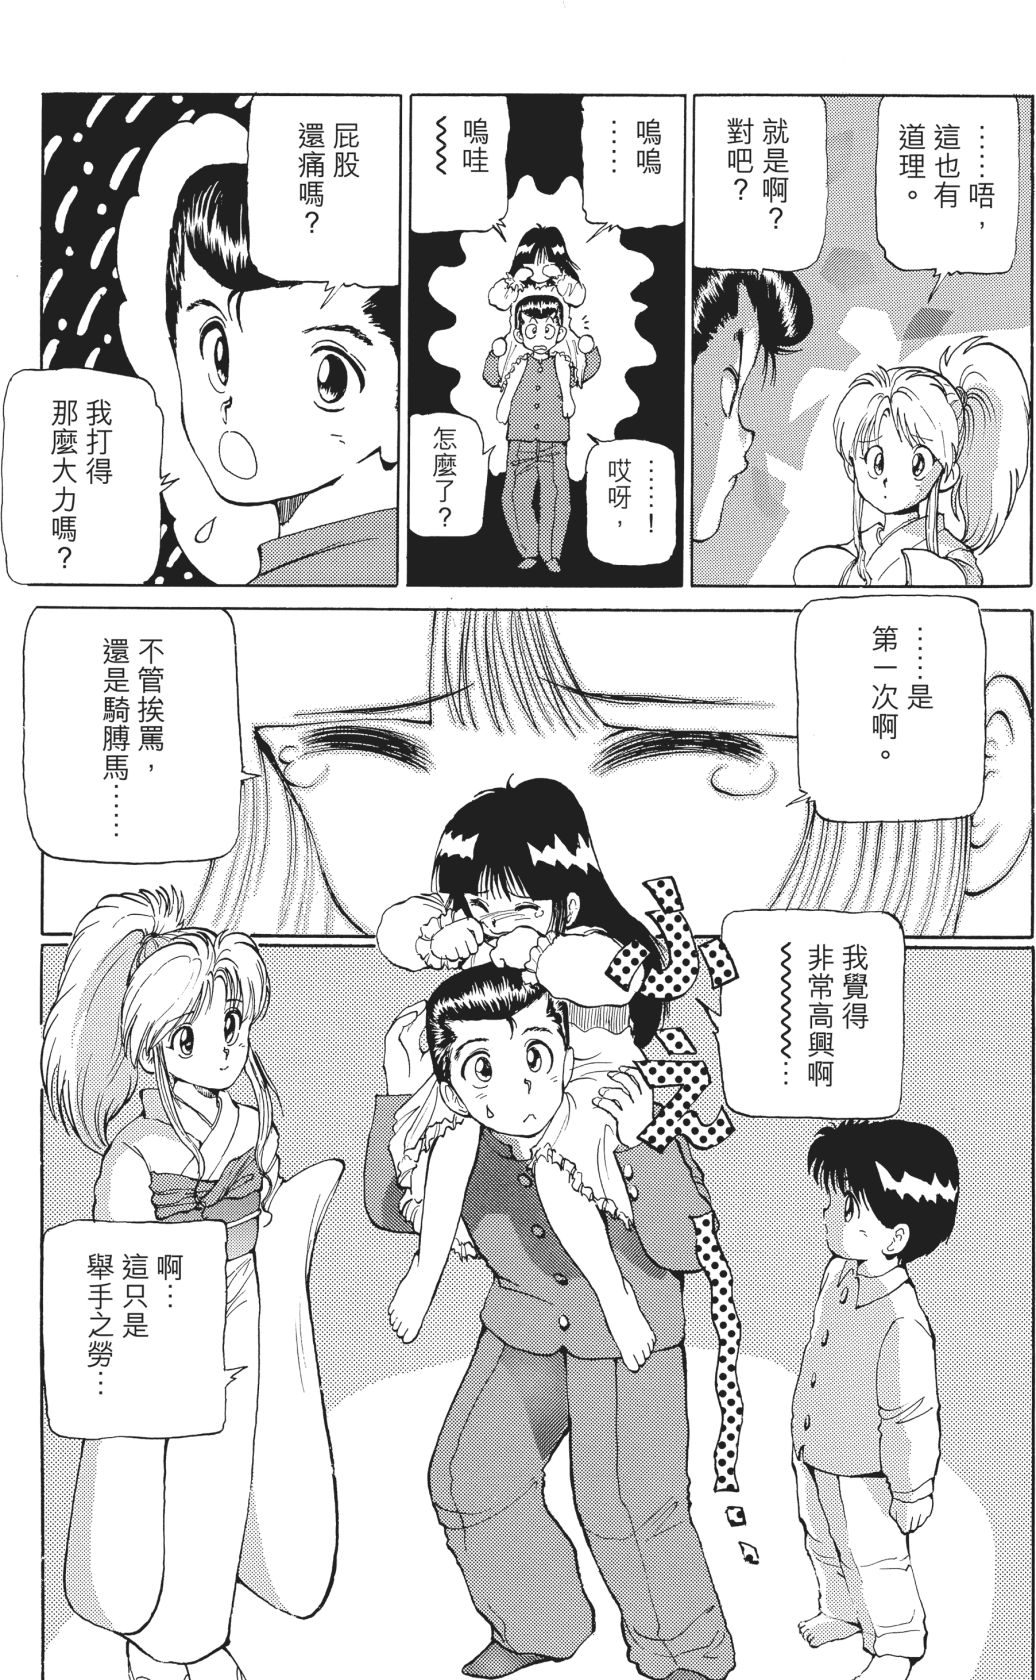 ……唔，
這也有
道理。
就是啊？
對吧？
嗚嗚
……
嗚哇
～～～
……！
哎呀，
怎麼了？
屁股
還痛嗎？
我打得
那麼大力嗎？
……是
第一次啊。
不管挨罵，
還是騎膊馬……
我覺得
非常高興啊
～～～～…
ふえ
啊…
這只是
舉手之勞…